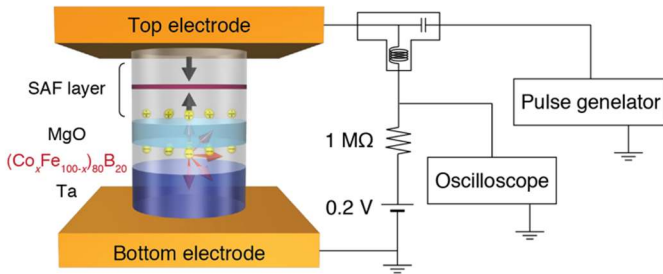 Top electrode
SAF layer
MgO
(CoₓFe₁₀₀₋ₓ)₈₀B₂₀
Ta
Bottom electrode
1 MΩ
0.2 V
Pulse genelator
Oscilloscope